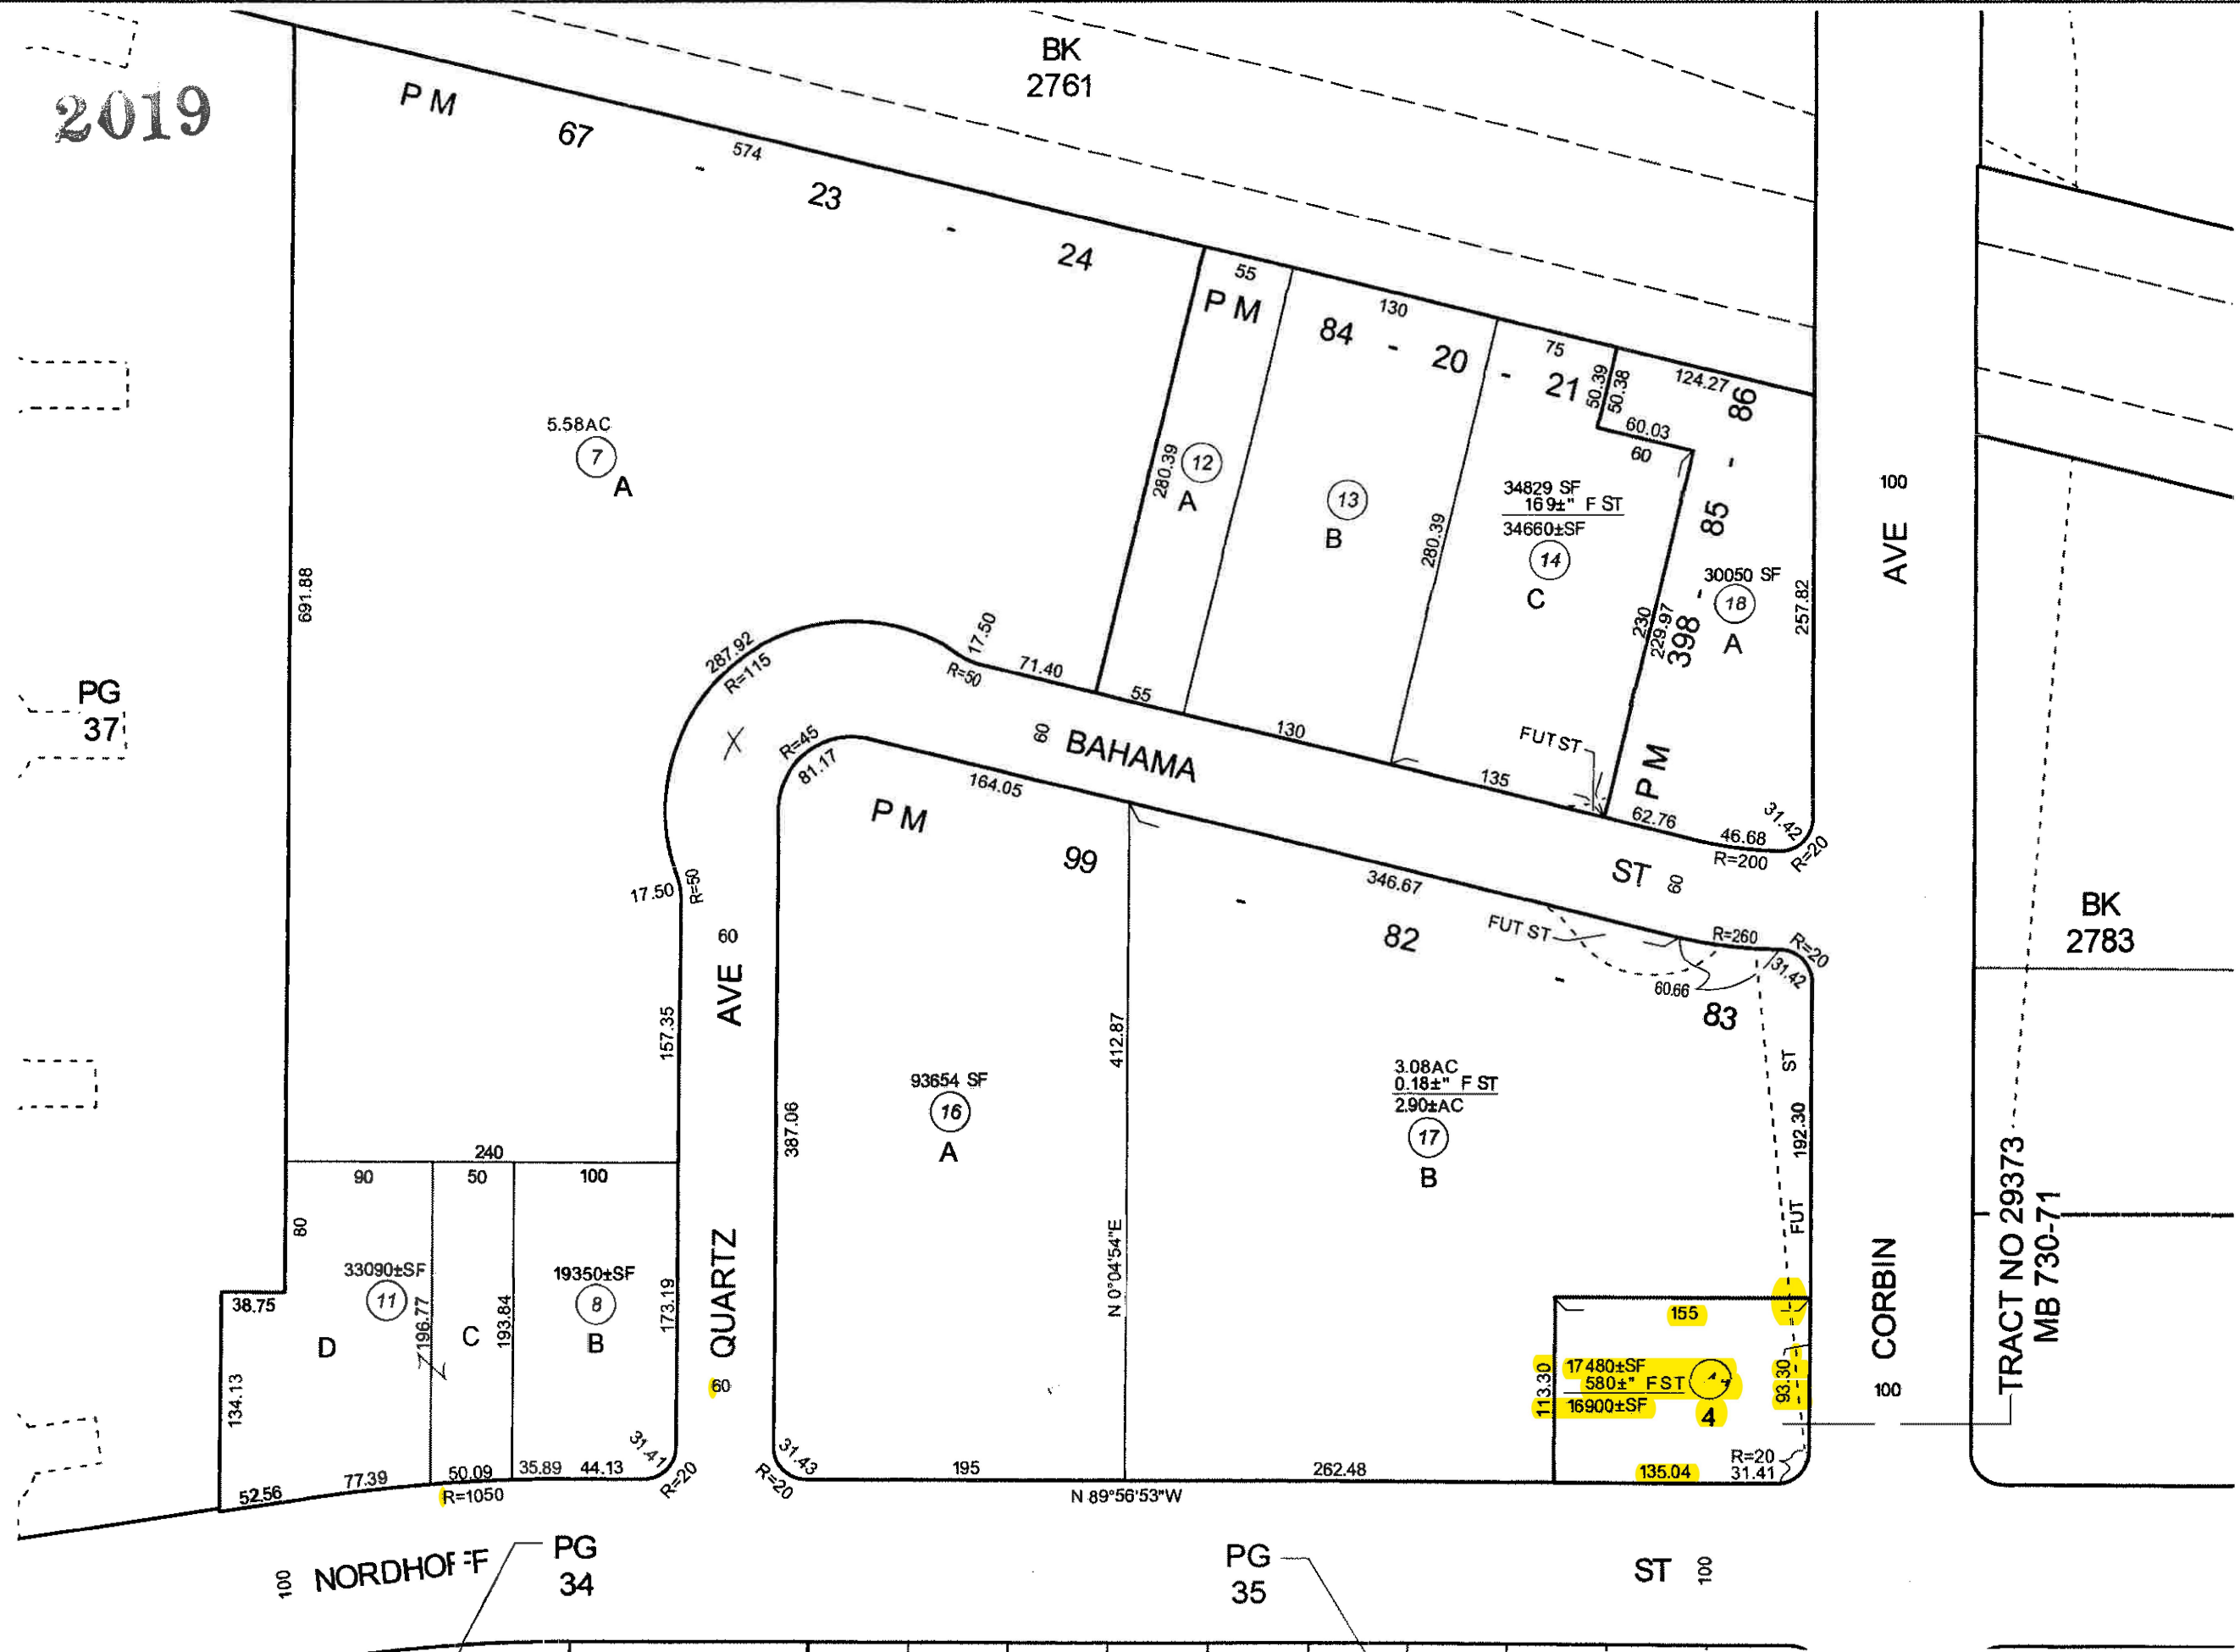 2019
BK
2761
PM 67 - 23 - 24
574
55
PM 84 - 20 - 21
130
75
124.27
50.39
50.38
60.03
60
PM 398 - 85 - 86
100
AVE
5.58AC
7
A
280.39
12
A
13
B
280.39
34829 SF
169±" F ST
34660±SF
14
C
230
229.97
30050 SF
18
A
257.82
691.88
PG
37
287.92
R=115
17.50
R=50
71.40
55
130
135
FUT ST
62.76
46.68
R=200
31.42
R=20
X
R=45
81.17
164.05
60
BAHAMA
ST
60
346.67
PM 99 - 82 - 83
FUT ST
R=260
R=20
31.42
60.66
BK
2783
17.50
R=50
60
AVE
157.35
387.06
412.87
93654 SF
16
A
3.08AC
0.18±" F ST
2.90±AC
17
B
ST
192.30
FUT
240
90
50
100
80
33090±SF
11
D
196.77
C
193.84
19350±SF
8
B
173.19
QUARTZ
60
N 0°04'54"E
38.75
134.13
155
113.30
17480±SF
580±" F ST
16900±SF
4
93.30
CORBIN
100
TRACT NO 29373
MB 730-71
52.56
77.39
50.09
R=1050
35.89
44.13
31.41
R=20
31.43
R=20
195
N 89°56'53"W
262.48
135.04
R=20
31.41
100
NORDHOFF
PG
34
PG
35
ST
100